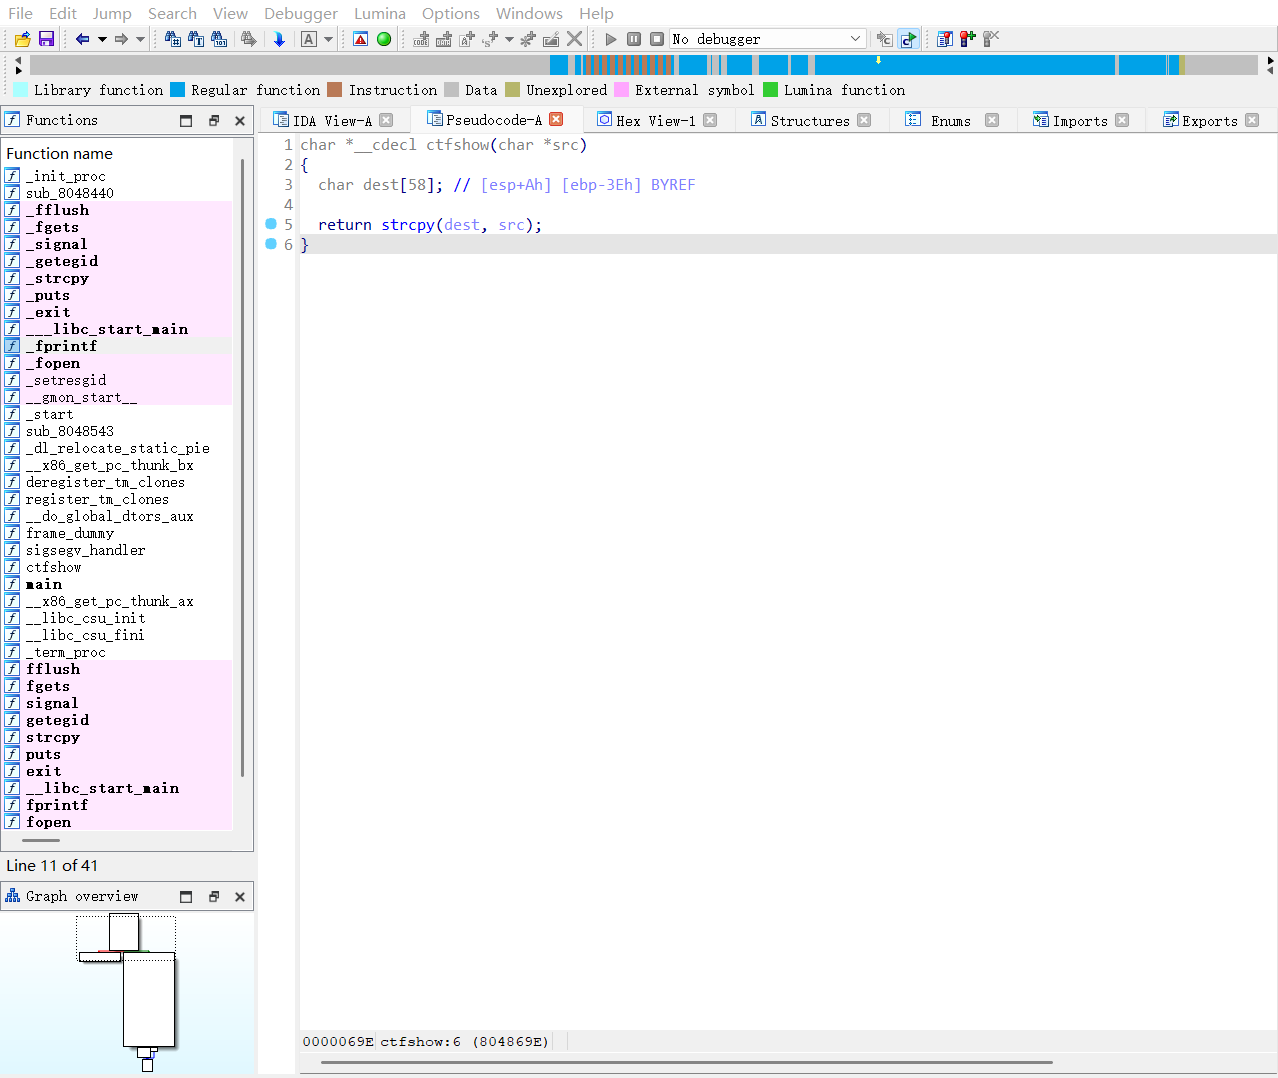 File Edit Jump Search View Debugger Lumina Options Windows Help
No debugger
Library function Regular function Instruction Data Unexplored External symbol Lumina function
Functions
IDA View-A Pseudocode-A Hex View-1 Structures Enums Imports Exports
Function name
_init_proc
sub_8048440
_fflush
_fgets
_signal
_getegid
_strcpy
_puts
_exit
___libc_start_main
_fprintf
_fopen
_setresgid
__gmon_start__
_start
sub_8048543
_dl_relocate_static_pie
__x86_get_pc_thunk_bx
deregister_tm_clones
register_tm_clones
__do_global_dtors_aux
frame_dummy
sigsegv_handler
ctfshow
main
__x86_get_pc_thunk_ax
__libc_csu_init
__libc_csu_fini
_term_proc
fflush
fgets
signal
getegid
strcpy
puts
exit
__libc_start_main
fprintf
fopen
Line 11 of 41
Graph overview
1 char *__cdecl ctfshow(char *src)
2 {
3 char dest[58]; // [esp+Ah] [ebp-3Eh] BYREF
4
5 return strcpy(dest, src);
6 }
0000069E ctfshow:6 (804869E)